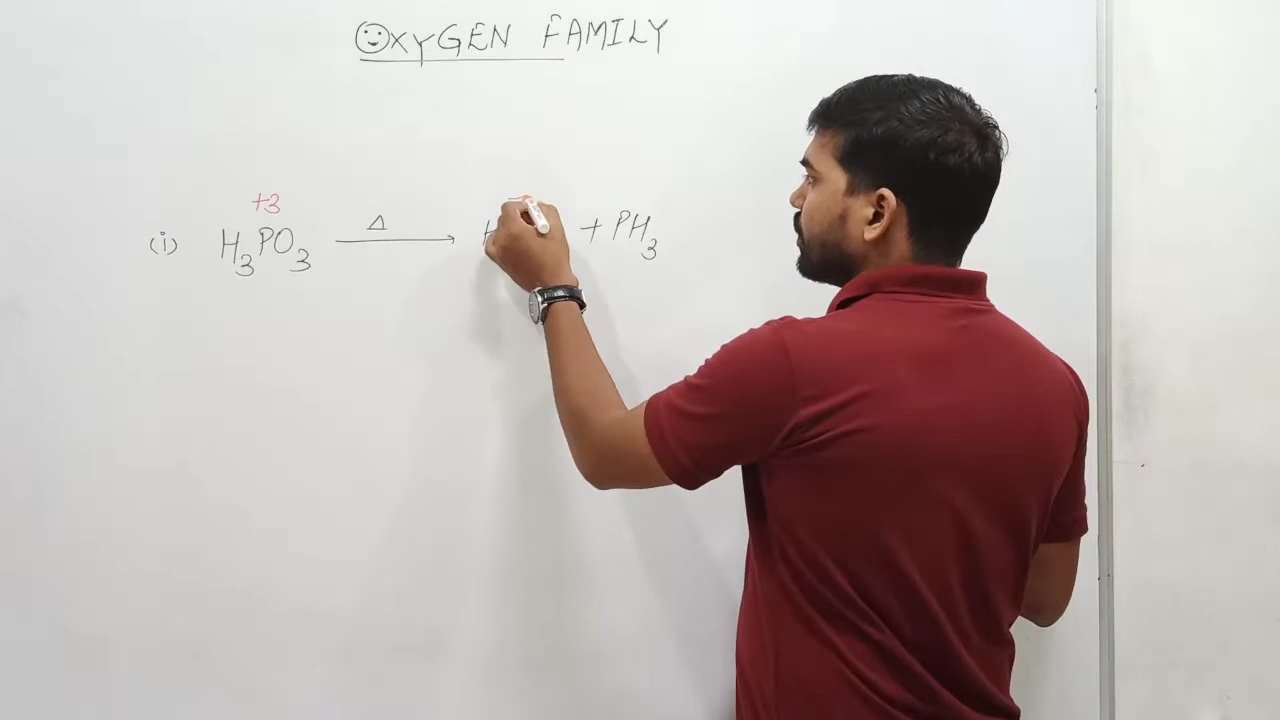 OXYGEN FAMILY
+3
(i) H₃PO₃ Δ → H + PH₃